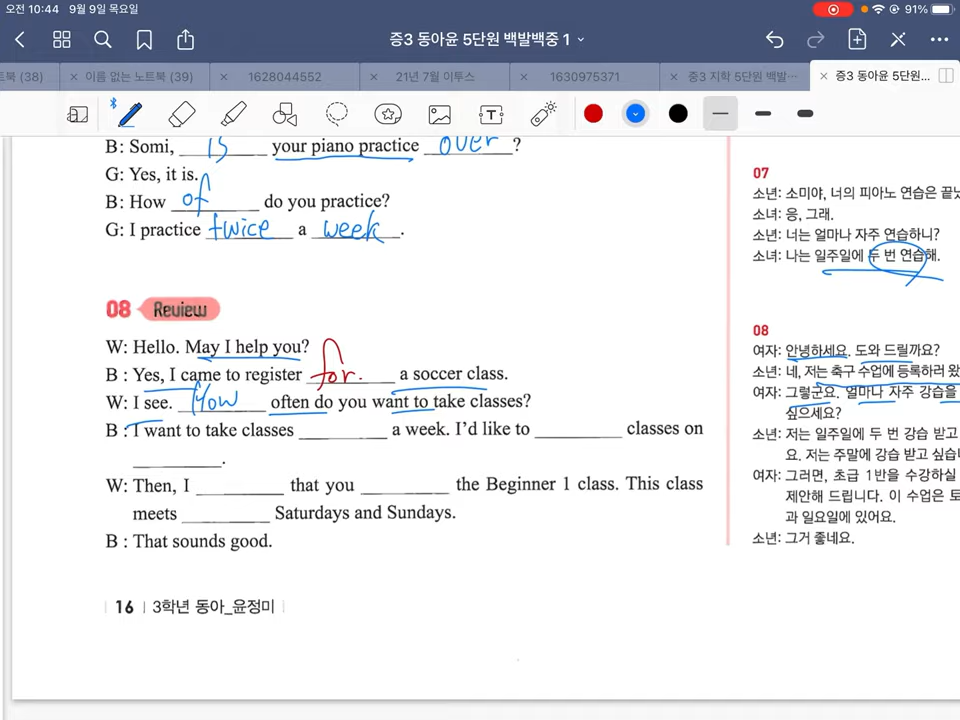 오전 10:44 9월 9일 목요일
91%
증3 동아윤 5단원 백발백중 1
트북 (38)
이름 없는 노트북 (39)
1628044552
21년 7월 이투스
1630975371
중3 지학 5단원 백발…
증3 동아윤 5단원…
B: Somi, is your piano practice over ?
G: Yes, it is.
B: How of do you practice?
G: I practice twice a week.
08 Review
W: Hello. May I help you?
B : Yes, I came to register for. a soccer class.
W: I see. How often do you want to take classes?
B : I want to take classes ________ a week. I'd like to ________ classes on
________.
W: Then, I ________ that you ________ the Beginner 1 class. This class
meets ________ Saturdays and Sundays.
B : That sounds good.
16 3학년 동아_윤정미
07
소년: 소미야, 너의 피아노 연습은 끝났
소녀: 응, 그래.
소년: 너는 얼마나 자주 연습하니?
소녀: 나는 일주일에 두 번 연습해.
08
여자: 안녕하세요. 도와 드릴까요?
소년: 네, 저는 축구 수업에 등록하러 왔
여자: 그렇군요. 얼마나 자주 강습을
싶으세요?
소년: 저는 일주일에 두 번 강습 받고
요. 저는 주말에 강습 받고 싶습니
여자: 그러면, 초급 1반을 수강하실
제안해 드립니다. 이 수업은 토
과 일요일에 있어요.
소년: 그거 좋네요.